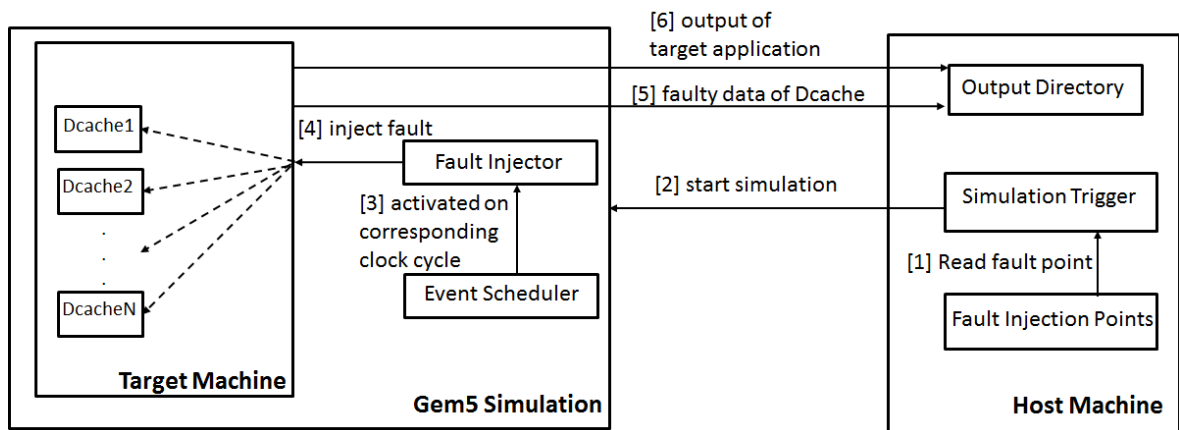 [6] output of
target application
Output Directory
[5] faulty data of Dcache
Dcache1
[4] inject fault
Fault Injector
Dcache2
[2] start simulation
Simulation Trigger
[3] activated on
corresponding
clock cycle
.
.
.
[1] Read fault point
DcacheN
Event Scheduler
Fault Injection Points
Target Machine
Gem5 Simulation
Host Machine